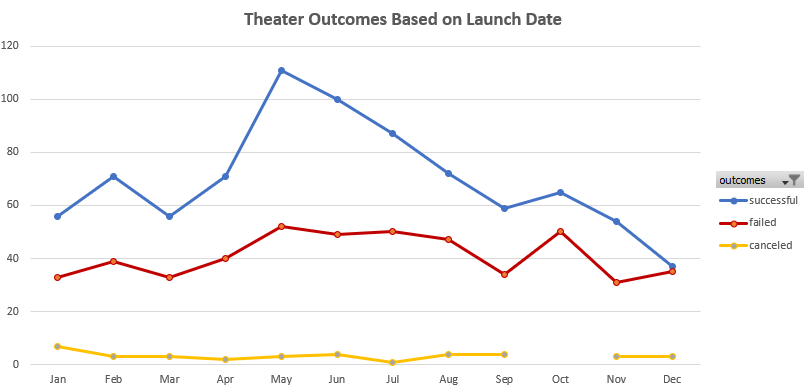 Theater Outcomes Based on Launch Date
120
100
80
60
40
20
0
Jan Feb Mar Apr May Jun Jul Aug Sep Oct Nov Dec
outcomes
successful
failed
canceled